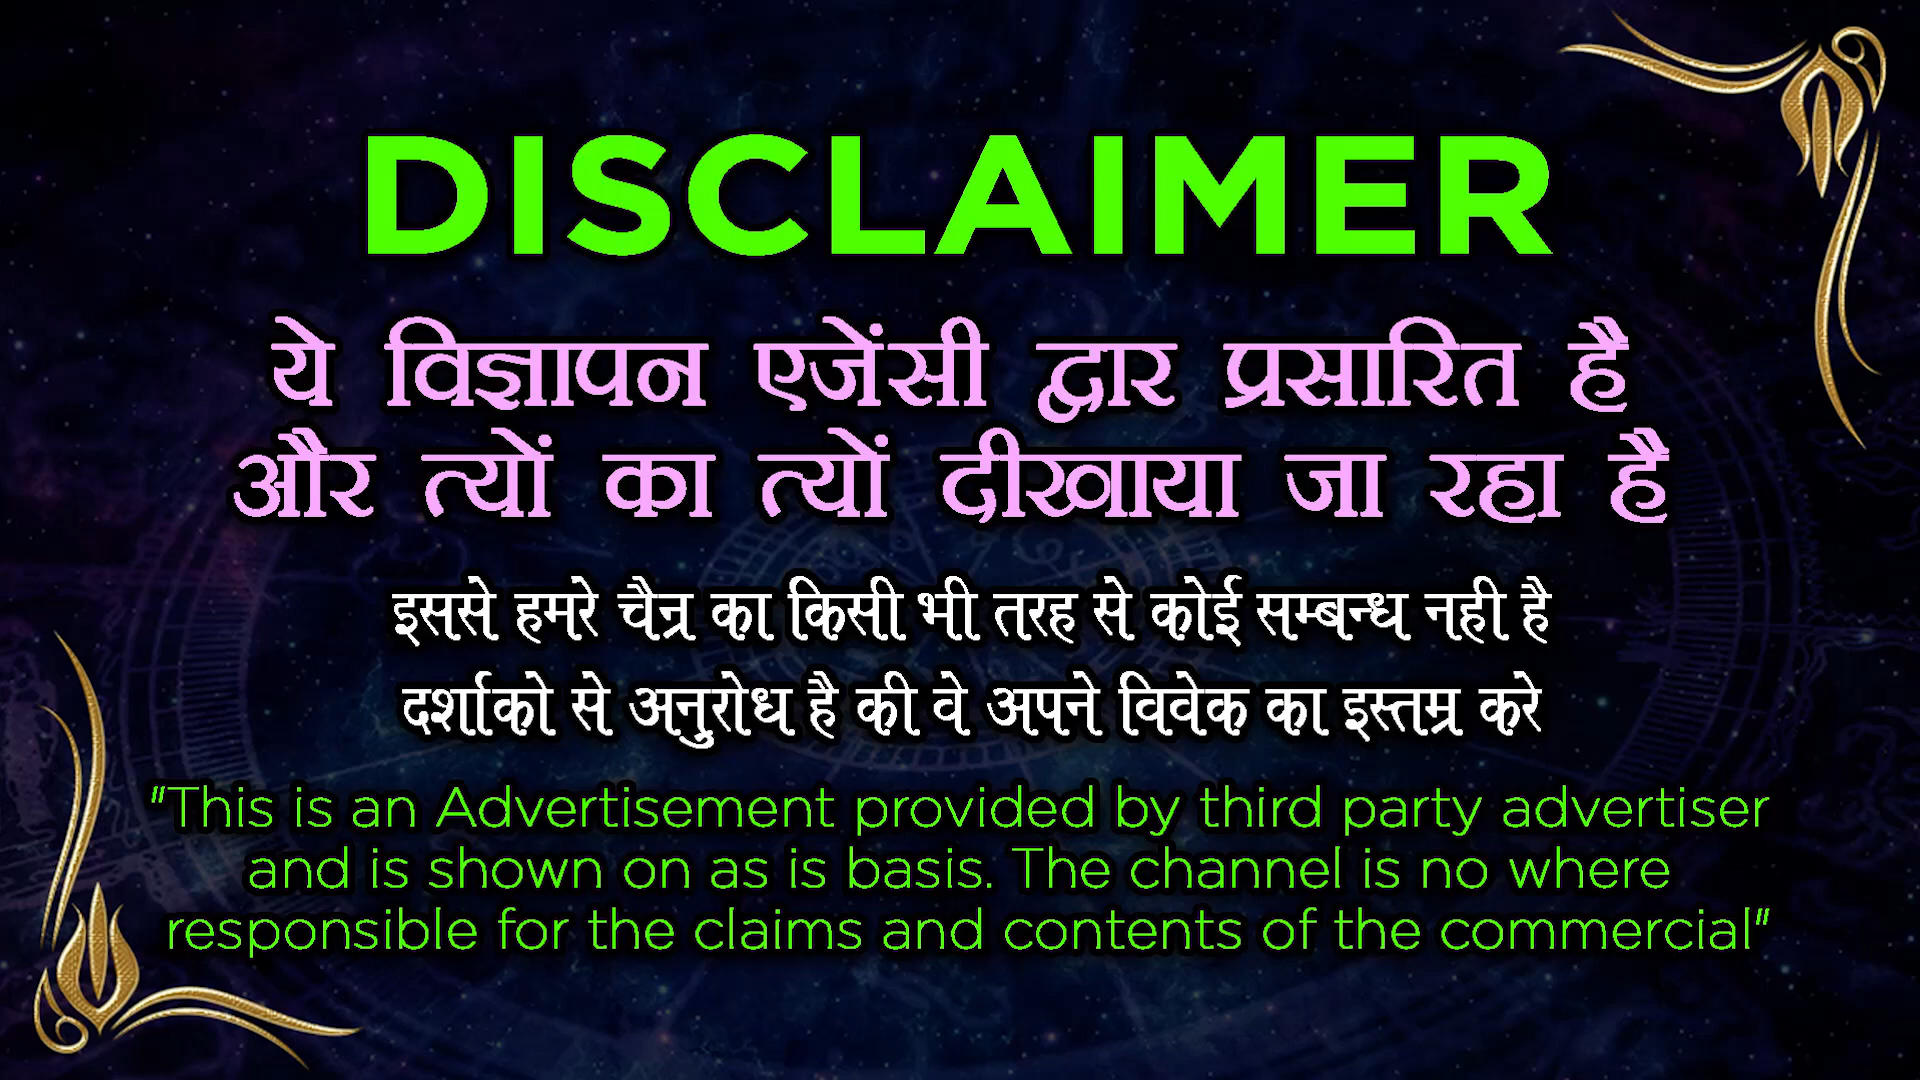 DISCLAIMER
ये विज्ञापन एजेंसी द्वार प्रसारित है
और त्यों का त्यों दीखाया जा रहा है
इससे हमरे चैन्र का किसी भी तरह से कोई सम्बन्ध नही है
दर्शाको से अनुरोध है की वे अपने विवेक का इस्तम्र करे
"This is an Advertisement provided by third party advertiser
and is shown on as is basis. The channel is no where
responsible for the claims and contents of the commercial"